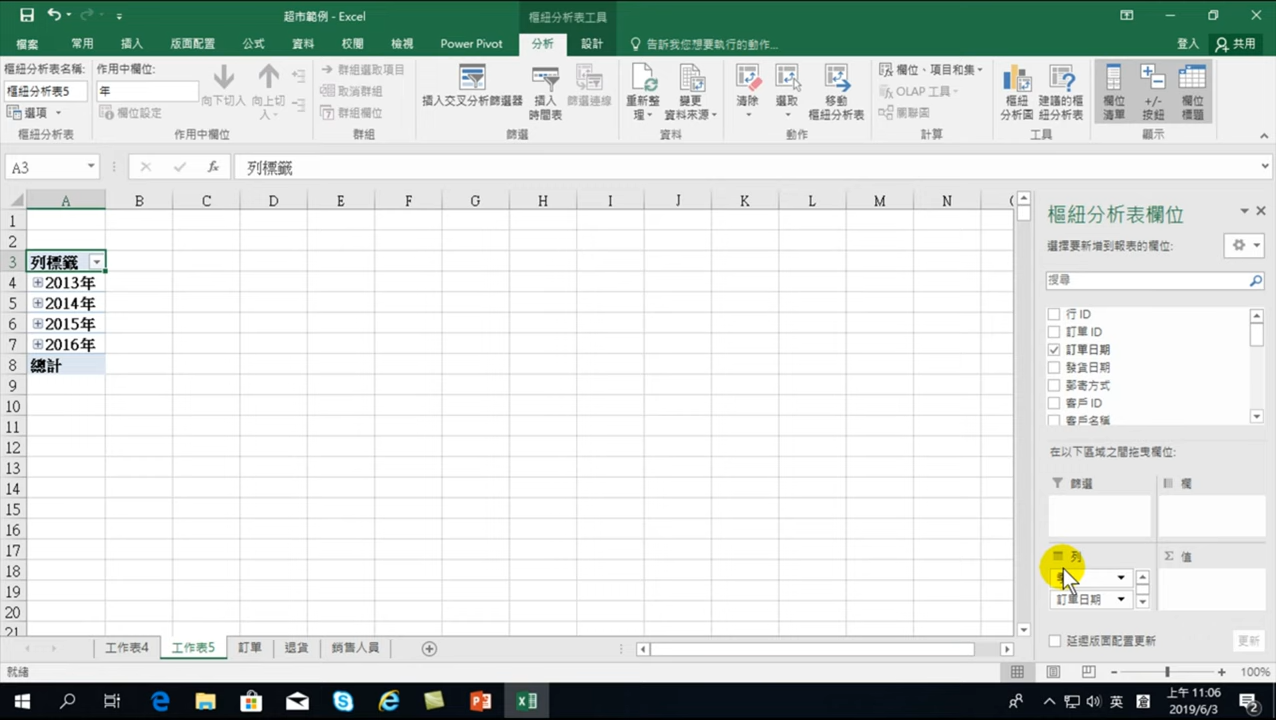 超市範例 - Excel
樞紐分析表工具
檔案 常用 插入 版面配置 公式 資料 校閱 檢視 Power Pivot 分析 設計 告訴我您想要執行的動作... 登入 共用
樞紐分析表名稱: 作用中欄位:
樞紐分析表5 年
選項 欄位設定
向下切入 向上切入
群組選取項目
取消群組
群組欄位
插入交叉分析篩選器 插入時間表 篩選連線
重新整理 變更資料來源
清除 選取 移動樞紐分析表
欄位、項目和集
OLAP 工具
關聯圖
樞紐分析圖 建議的樞紐分析表
欄位清單 +/- 按鈕 欄位標題
樞紐分析表 作用中欄位 群組 篩選 資料 動作 計算 工具 顯示
A3 fx 列標籤
A B C D E F G H I J K L M N
1
2
3 列標籤
4 2013年
5 2014年
6 2015年
7 2016年
8 總計
9
10
11
12
13
14
15
16
17
18
19
20
21
樞紐分析表欄位
選擇要新增到報表的欄位:
搜尋
行 ID
訂單 ID
訂單日期
發貨日期
郵寄方式
客戶 ID
客戶名稱
在以下區域之間拖曳欄位:
篩選 欄
列 Σ 值
訂單日期
延遲版面配置更新 更新
工作表4 工作表5 訂單 退貨 銷售人員
就緒 100%
英 上午 11:06
2019/6/3 2